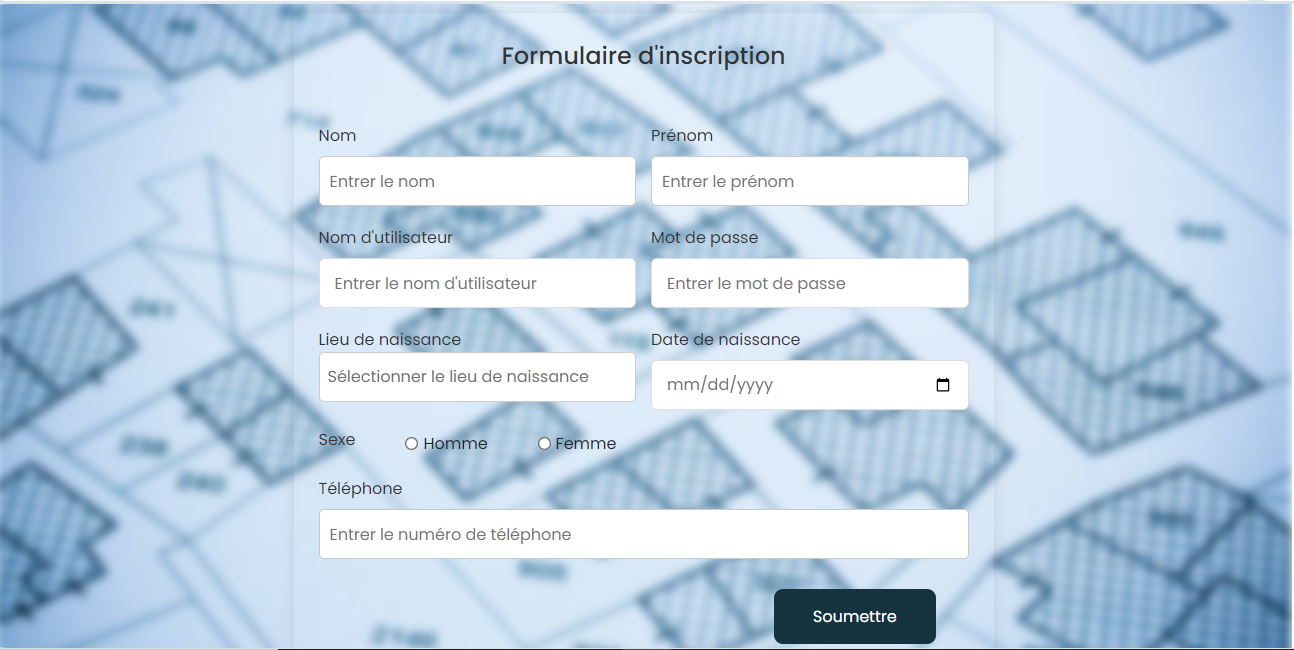 Formulaire d'inscription
Nom Prénom
Entrer le nom Entrer le prénom
Nom d'utilisateur Mot de passe
Entrer le nom d'utilisateur Entrer le mot de passe
Lieu de naissance Date de naissance
Sélectionner le lieu de naissance mm/dd/yyyy
Sexe Homme Femme
Téléphone
Entrer le numéro de téléphone
Soumettre